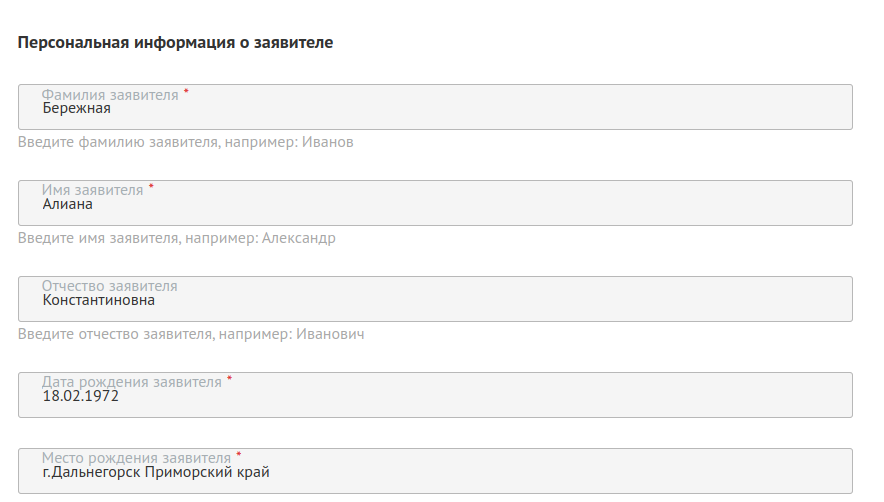 Персональная информация о заявителе
Фамилия заявителя *
Бережная
Введите фамилию заявителя, например: Иванов
Имя заявителя *
Алиана
Введите имя заявителя, например: Александр
Отчество заявителя
Константиновна
Введите отчество заявителя, например: Иванович
Дата рождения заявителя *
18.02.1972
Место рождения заявителя *
г.Дальнегорск Приморский край